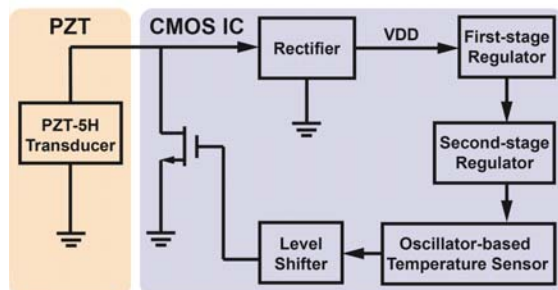 PZT
CMOS IC
PZT-5H
Transducer
Rectifier
VDD
First-stage
Regulator
Second-stage
Regulator
Level
Shifter
Oscillator-based
Temperature Sensor